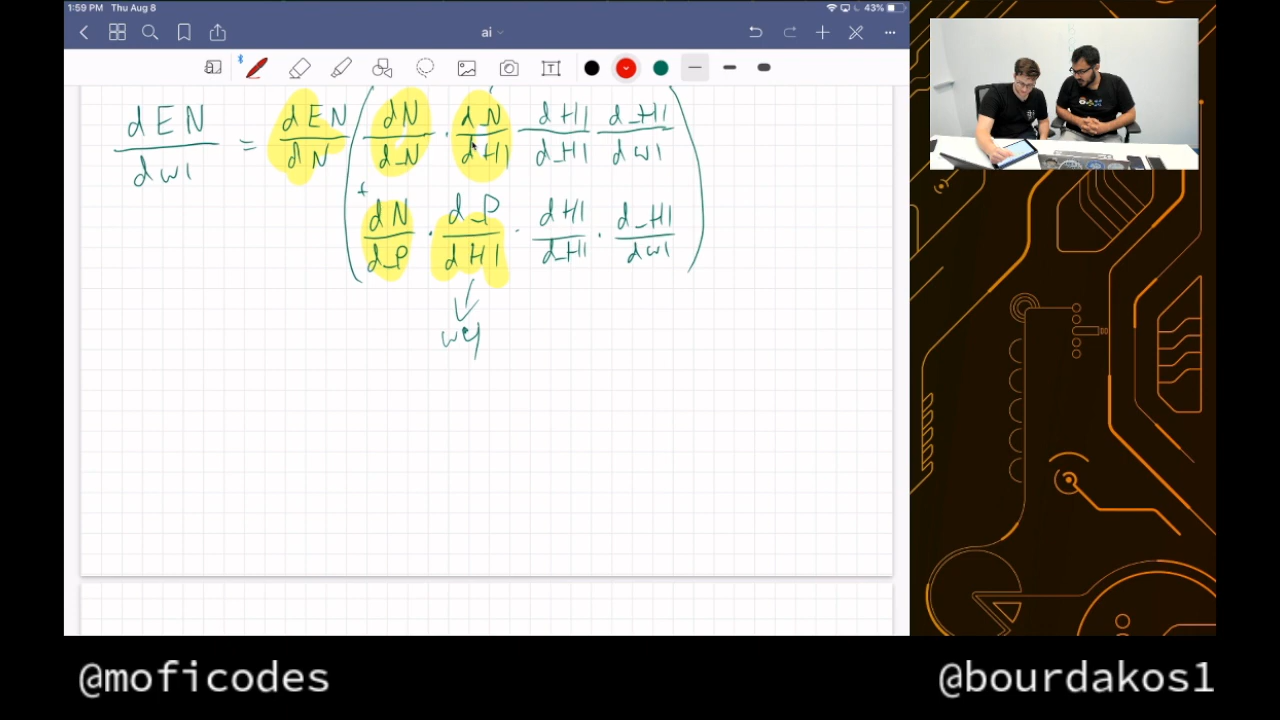 1:59 PM Thu Aug 8
43%
ai
dEN/dw1 = dEN/dN ( dN/d_N · d_N/dH1 dH1/d_H1 d_H1/dw1
+ dN/d_P · d_P/dH1 · dH1/d_H1 · d_H1/dw1 )
@moficodes
@bourdakos1